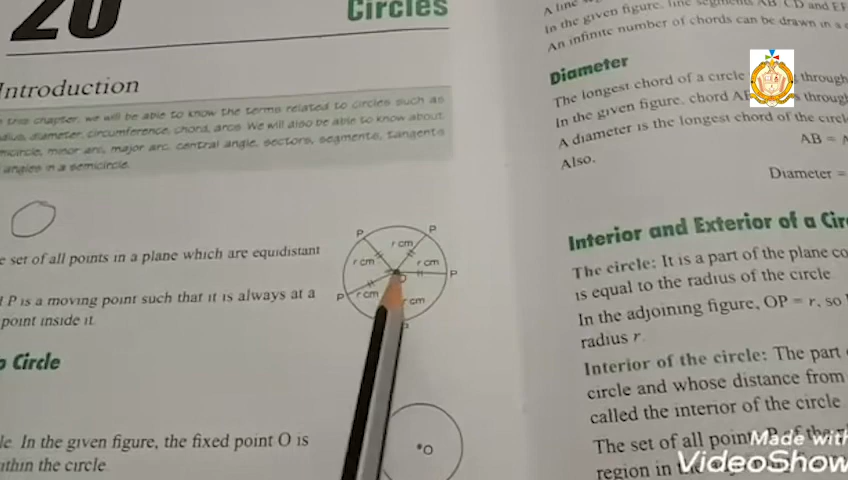 20
Circles
Introduction
this chapter, we will be able to know the terms related to circles such as
diameter, circumference, chord, arcs. We will also be able to know about
minor arc, major arc, central angle, sectors, segments, tangents
angles in a semicircle.
set of all points in a plane which are equidistant
P is a moving point such that it is always at a
point inside it.
Circle
In the given figure, the fixed point O is
within the circle.
P
P
r cm
r cm
r cm
P
P
r cm
r cm
O
A line
In the given figure, line segments AB, CD and EF
An infinite number of chords can be drawn in a
Diameter
The longest chord of a circle through
In the given figure, chord through
A diameter is the longest chord of the
AB =
Also,
Diameter =
Interior and Exterior of a
The circle: It is a part of the plane
is equal to the radius of the circle.
In the adjoining figure, OP = r, so
radius r.
Interior of the circle: The part
circle and whose distance from
called the interior of the circle
The set of all points of the
region in
Made with
VideoShow